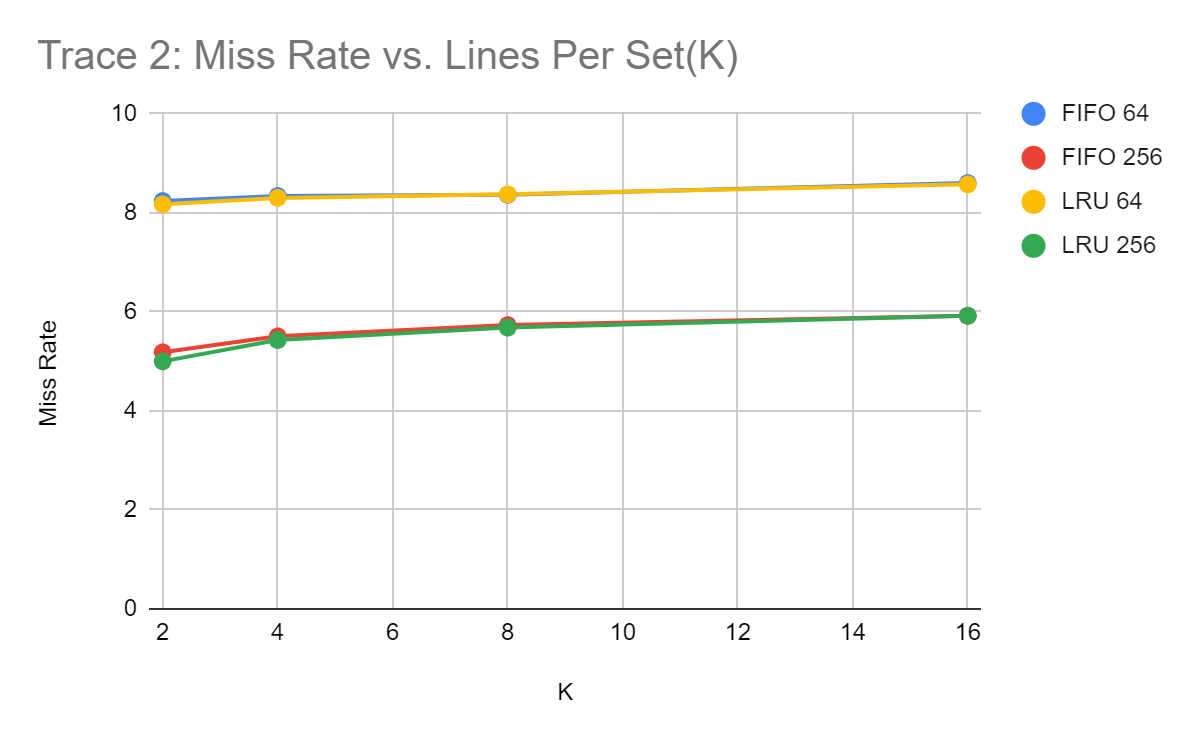 Trace 2: Miss Rate vs. Lines Per Set(K)
FIFO 64
FIFO 256
LRU 64
LRU 256
Miss Rate
10
8
6
4
2
0
2 4 6 8 10 12 14 16
K